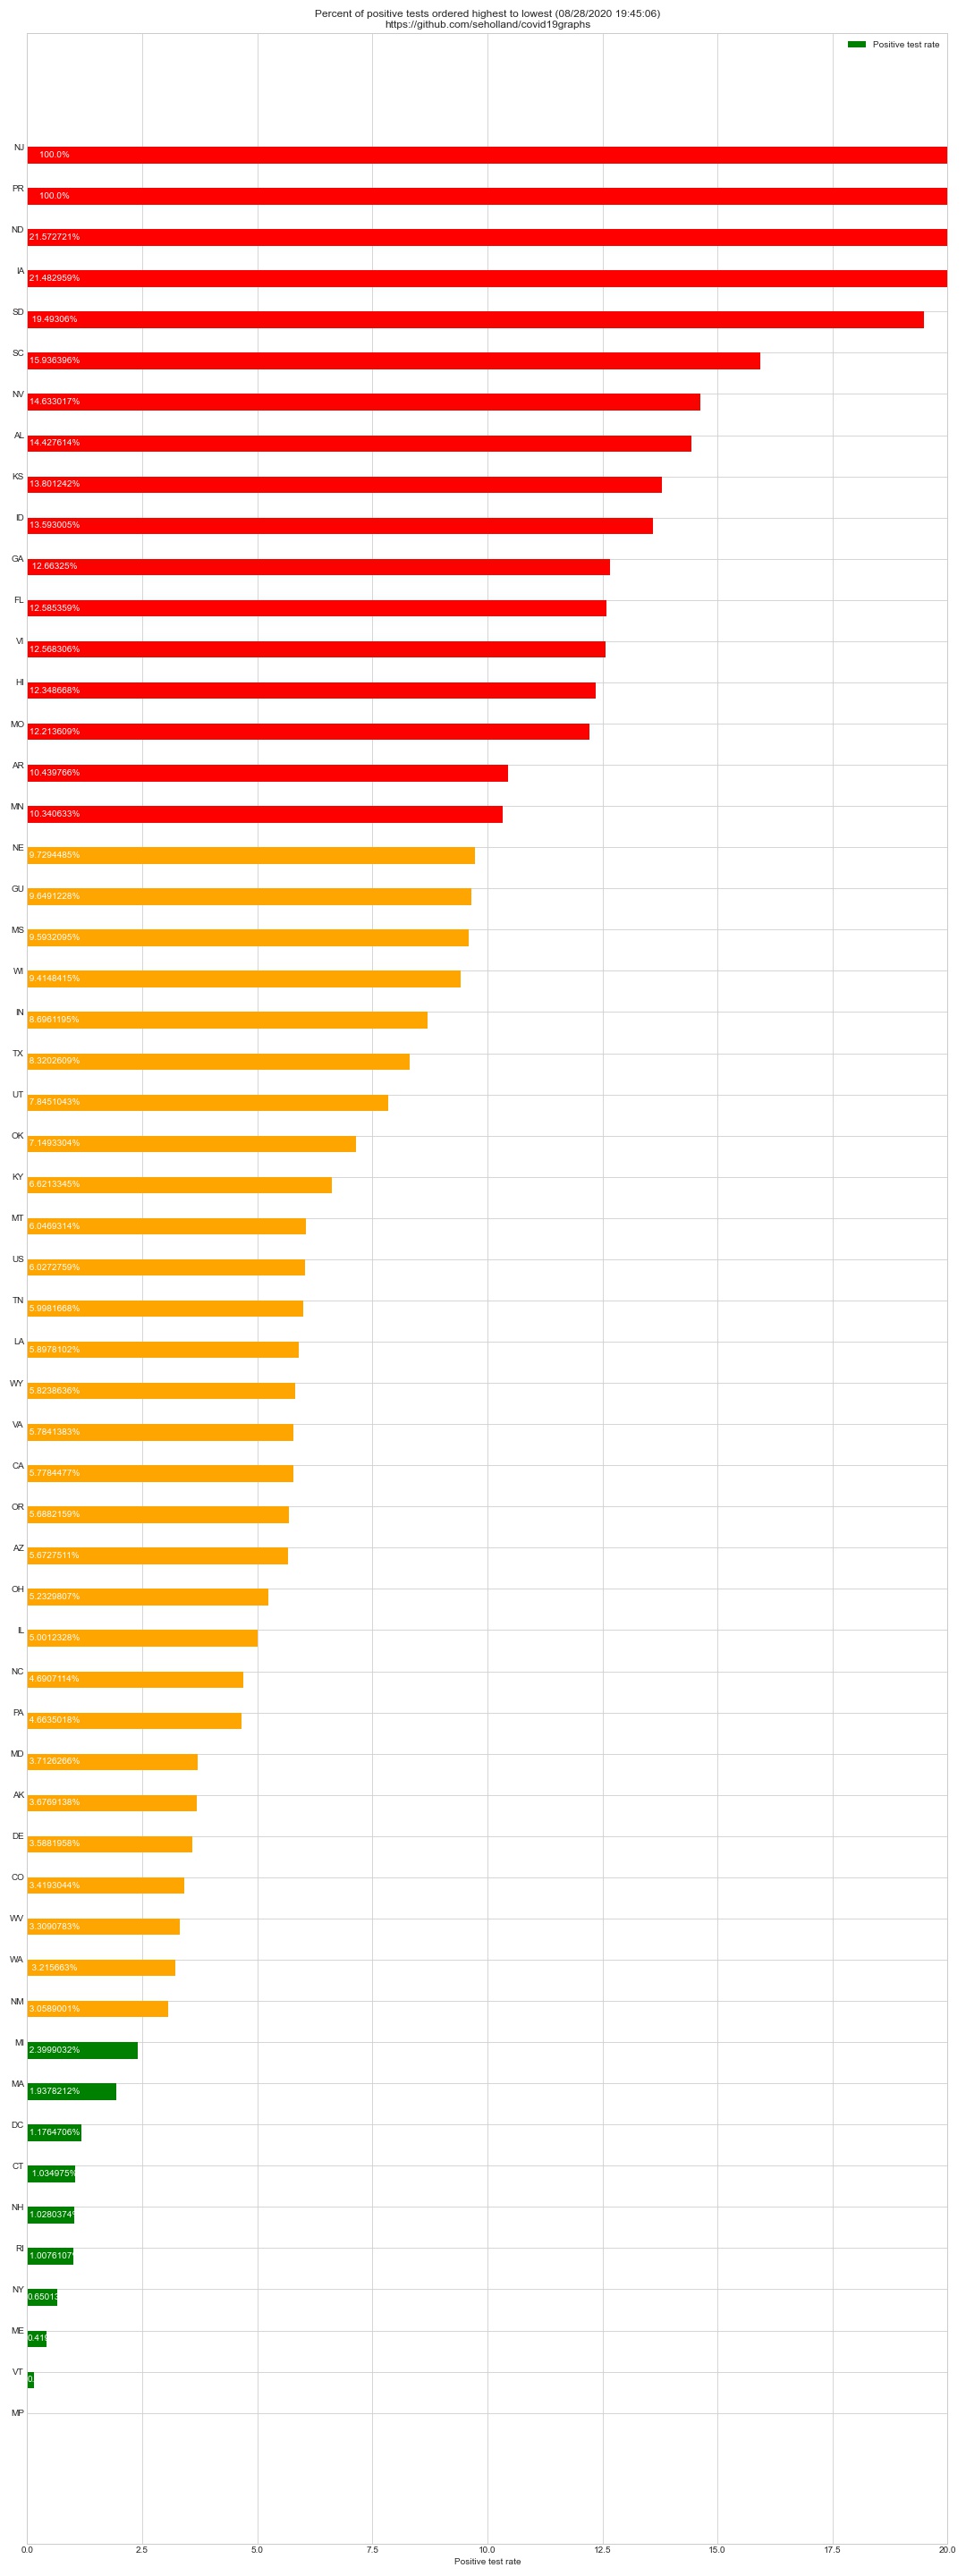 Percent of positive tests ordered highest to lowest (08/28/2020 19:45:06)
https://github.com/seholland/covid19graphs
Positive test rate
NJ 100.0%
PR 100.0%
ND 21.572721%
IA 21.482959%
SD 19.49306%
SC 15.936396%
NV 14.633017%
AL 14.427614%
KS 13.801242%
ID 13.593005%
GA 12.66325%
FL 12.585359%
VI 12.568306%
HI 12.348668%
MO 12.213609%
AR 10.439766%
MN 10.340633%
NE 9.7294485%
GU 9.6491228%
MS 9.5932095%
WI 9.4148415%
IN 8.6961195%
TX 8.3202609%
UT 7.8451043%
OK 7.1493304%
KY 6.6213345%
MT 6.0469314%
US 6.0272759%
TN 5.9981668%
LA 5.8978102%
WY 5.8238636%
VA 5.7841383%
CA 5.7784477%
OR 5.6882159%
AZ 5.6727511%
OH 5.2329807%
IL 5.0012328%
NC 4.6907114%
PA 4.6635018%
MD 3.7126266%
AK 3.6769138%
DE 3.5881958%
CO 3.4193044%
WV 3.3090783%
WA 3.215663%
NM 3.0589001%
MI 2.3999032%
MA 1.9378212%
DC 1.1764706%
CT 1.034975%
NH 1.0280374%
RI 1.0076107%
NY 0.65013
ME
VT
MP
0.0 2.5 5.0 7.5 10.0 12.5 15.0 17.5 20.0
Positive test rate